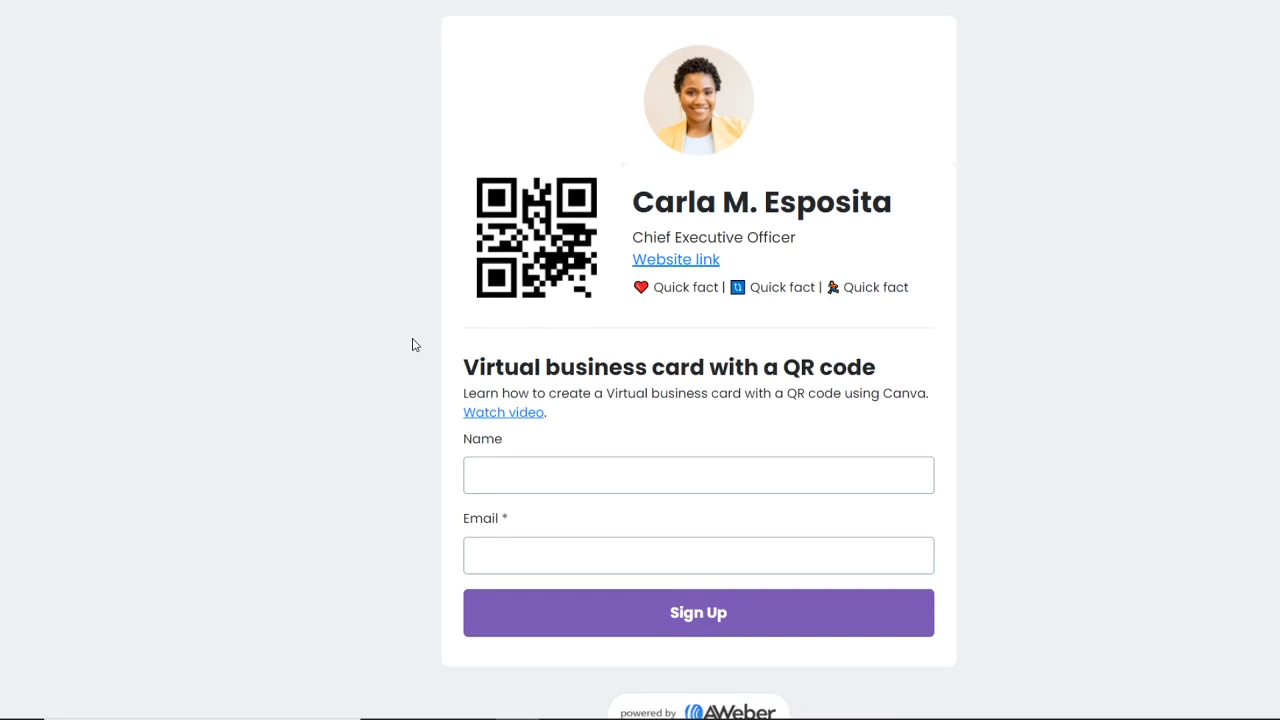 Carla M. Esposita
Chief Executive Officer
Website link
❤️ Quick fact | 🔃 Quick fact | 💃 Quick fact
Virtual business card with a QR code
Learn how to create a Virtual business card with a QR code using Canva.
Watch video.
Name
Email *
Sign Up
powered by AWeber